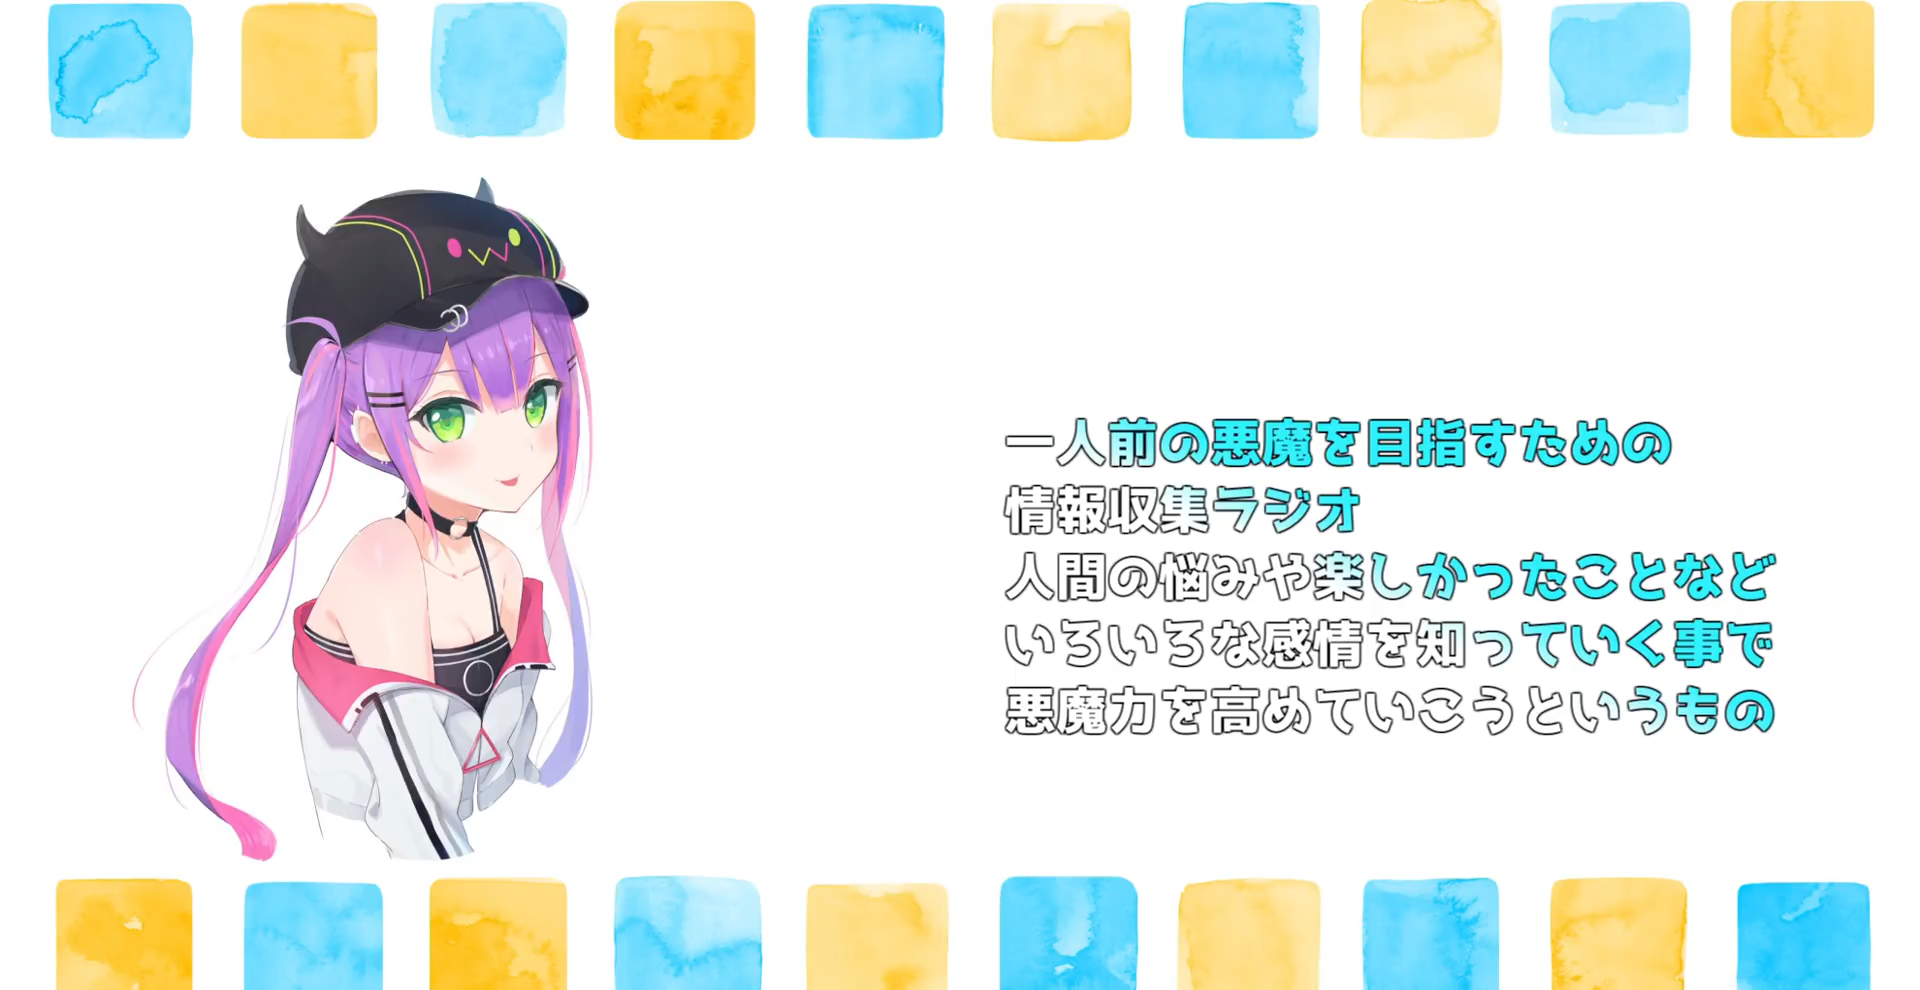 一人前の悪魔を目指すための
情報収集ラジオ
人間の悩みや楽しかったことなど
いろいろな感情を知っていく事で
悪魔力を高めていこうというもの